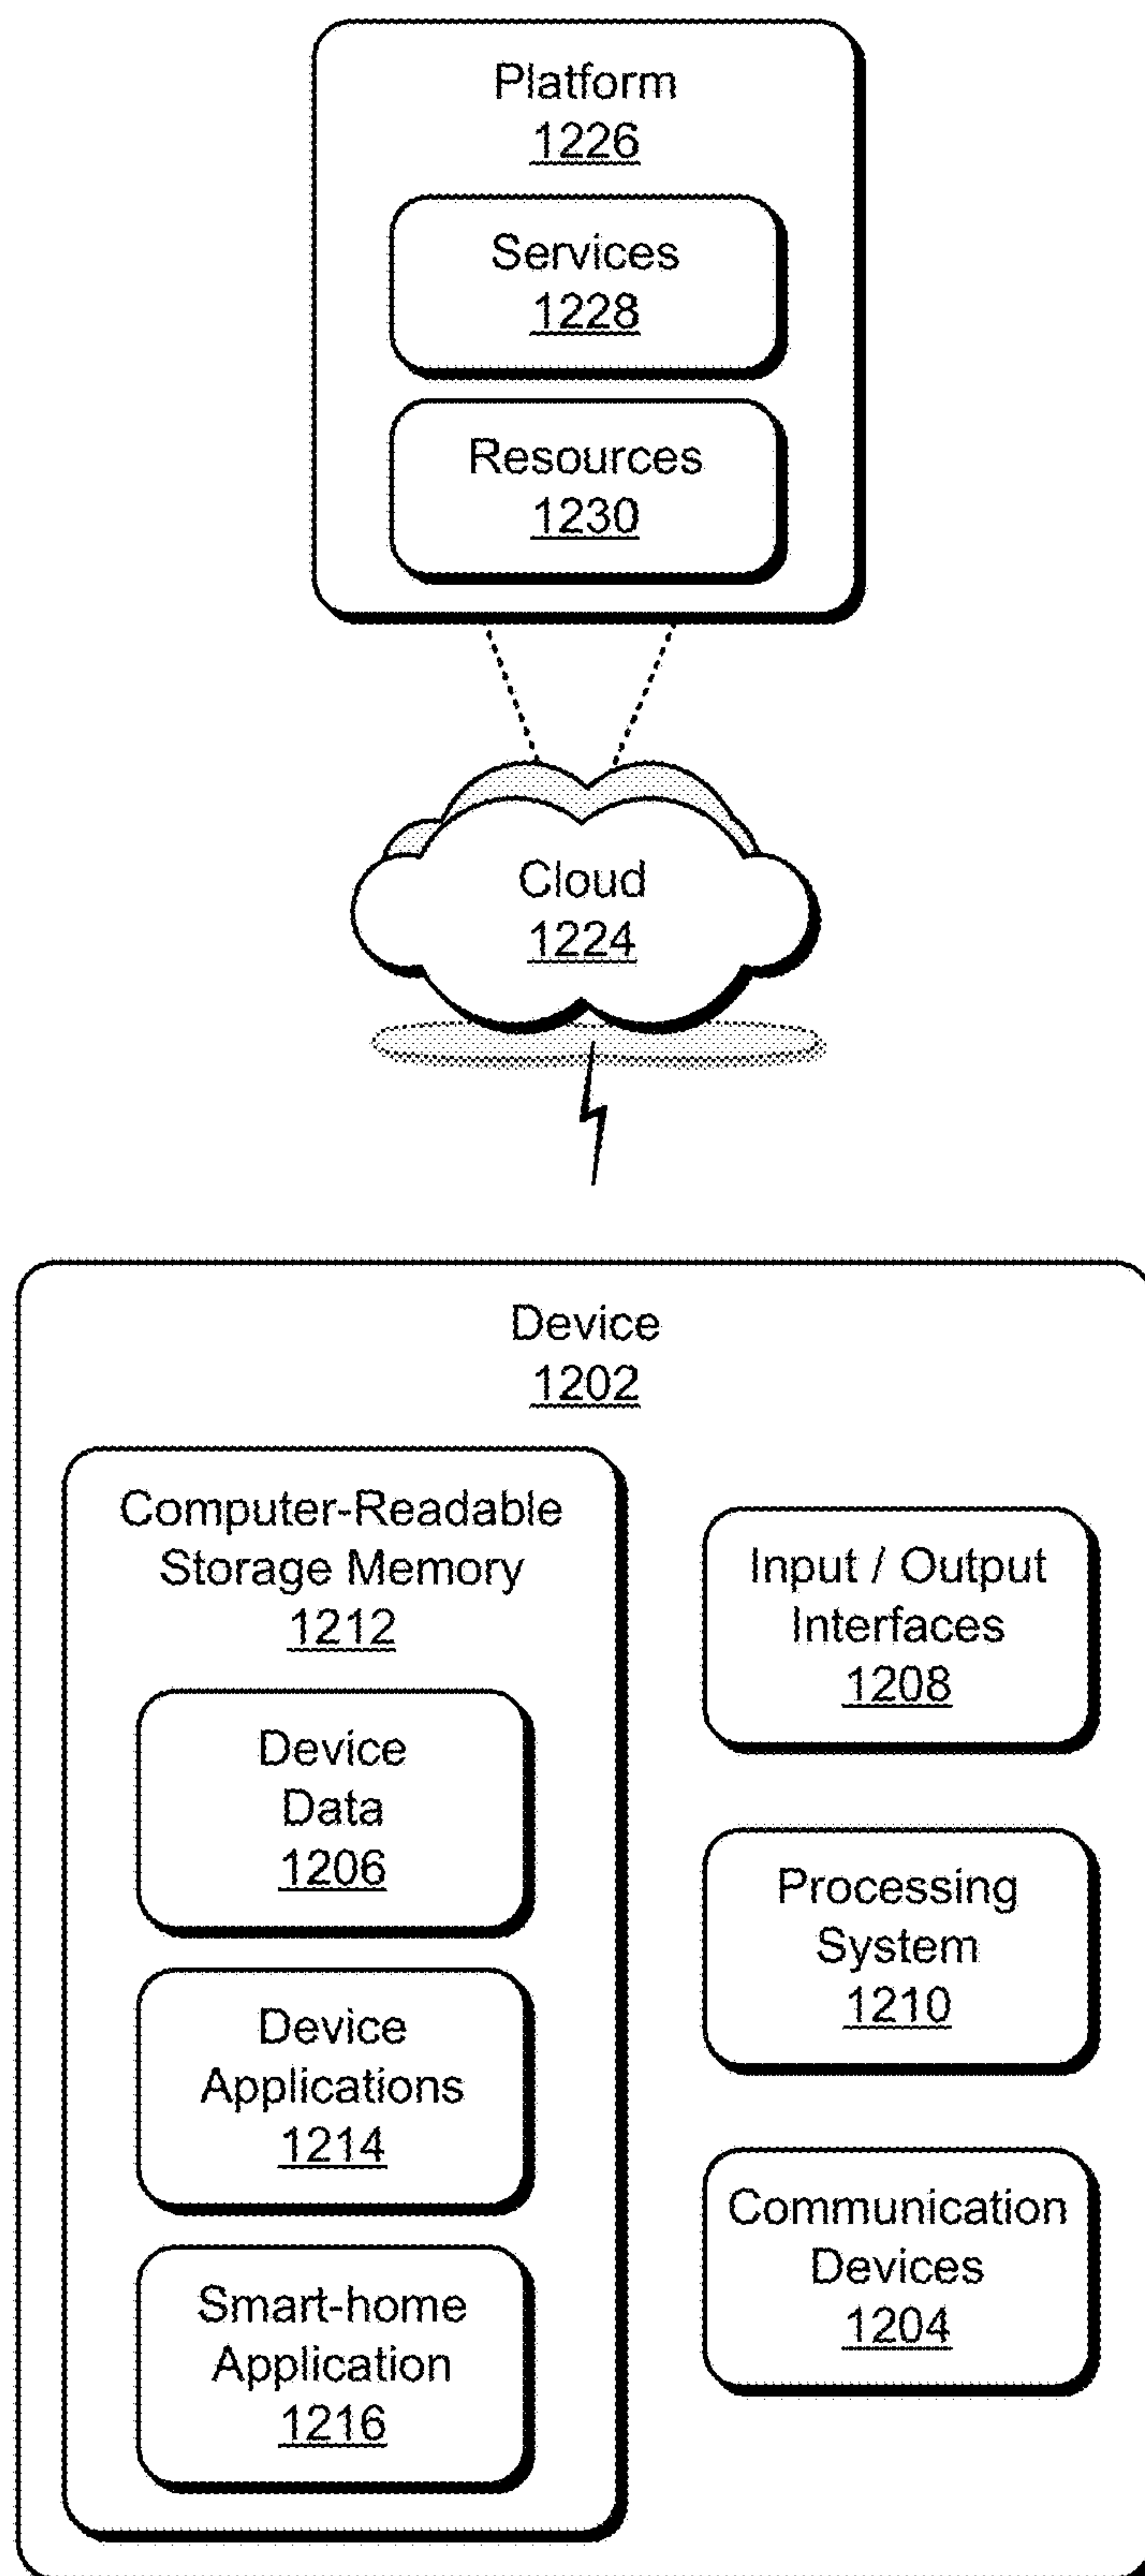 Platform
1226
Services
1228
Resources
1230
Cloud
1224
Device
1202
Computer-Readable
Storage Memory
1212
Device
Data
1206
Device
Applications
1214
Smart-home
Application
1216
Input / Output
Interfaces
1208
Processing
System
1210
Communication
Devices
1204